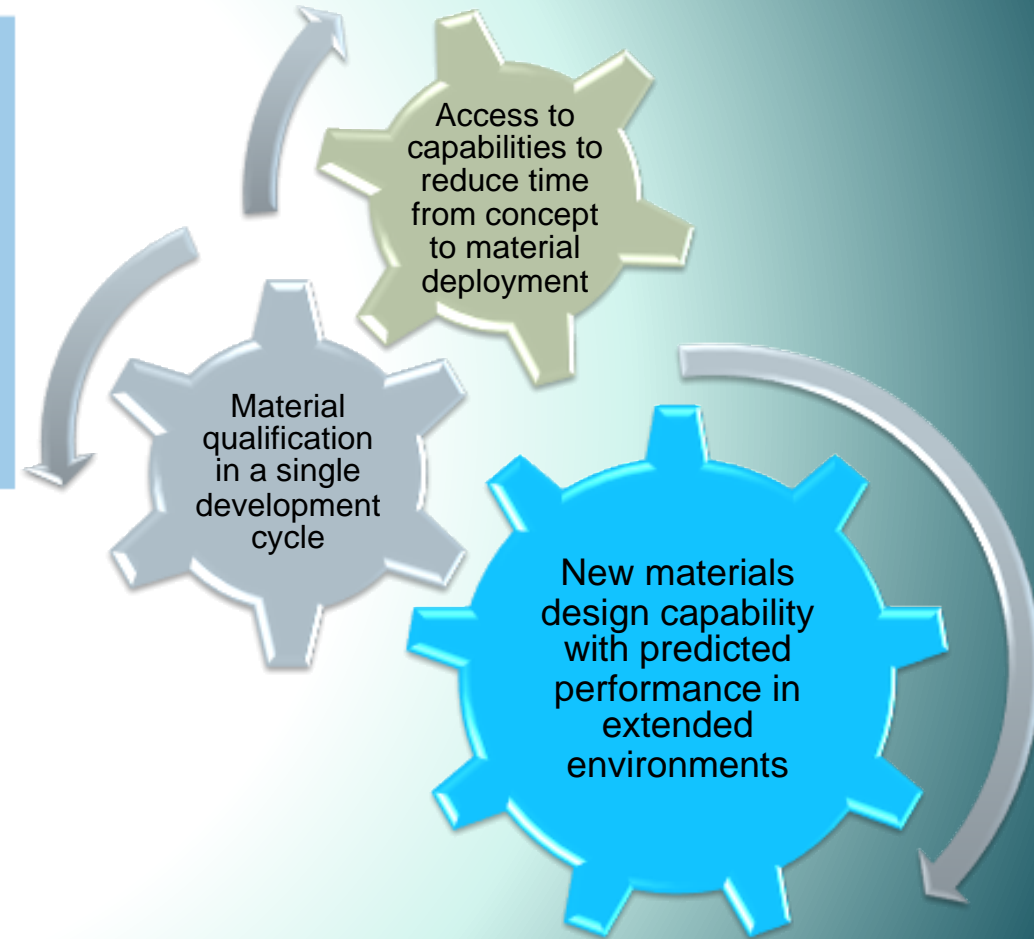 Access to
capabilities to
reduce time
from concept
to material
deployment
Material
qualification
in a single
development
cycle
New materials
design capability
with predicted
performance in
extended
environments